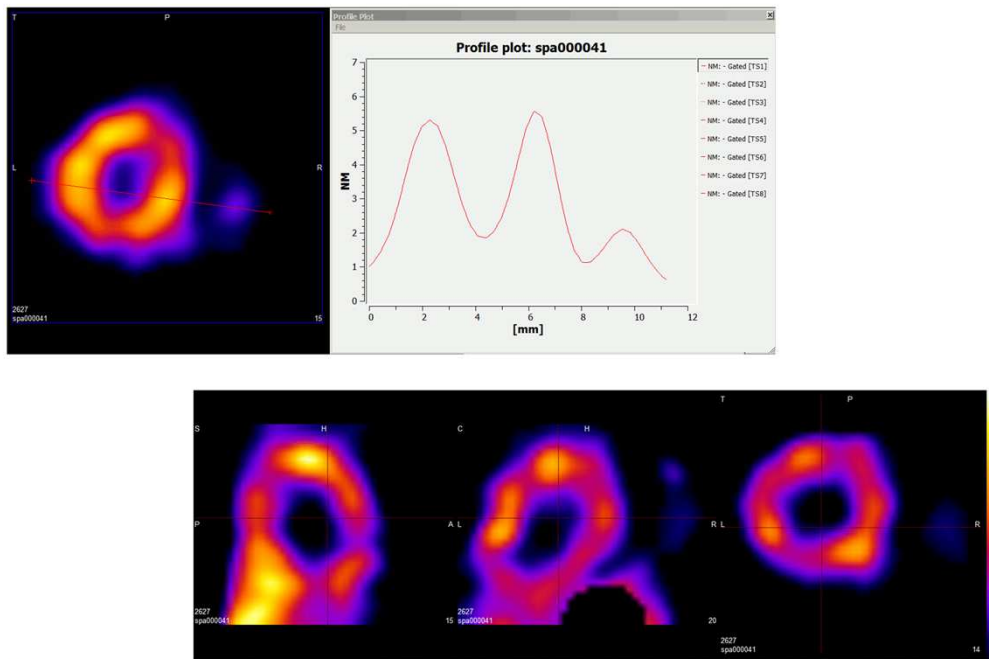 T P
L R
2627
spa000041 15
Profile Plot
File
Profile plot: spa000041
NM
7
6
5
4
3
2
1
0
0 2 4 6 8 10 12
[mm]
NM: - Gated [TS1]
NM: - Gated [TS2]
NM: - Gated [TS3]
NM: - Gated [TS4]
NM: - Gated [TS5]
NM: - Gated [TS6]
NM: - Gated [TS7]
NM: - Gated [TS8]
S H
P A
2627
spa000041 15
C H
L R
2627
spa000041 20
T P
L R
2627
spa000041 14